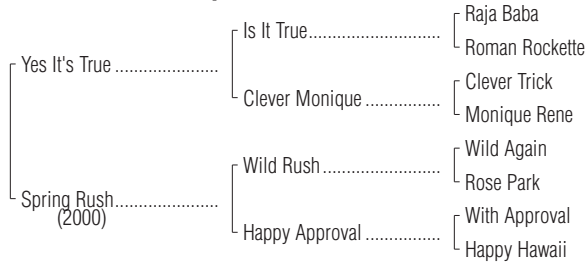 Raja Baba
Is It True..............................
Roman Rockette
Yes It's True .......................
Clever Trick
Clever Monique ................
Monique Rene
Wild Again
Wild Rush...........................
Rose Park
Spring Rush.......................
(2000)
With Approval
Happy Approval ................
Happy Hawaii